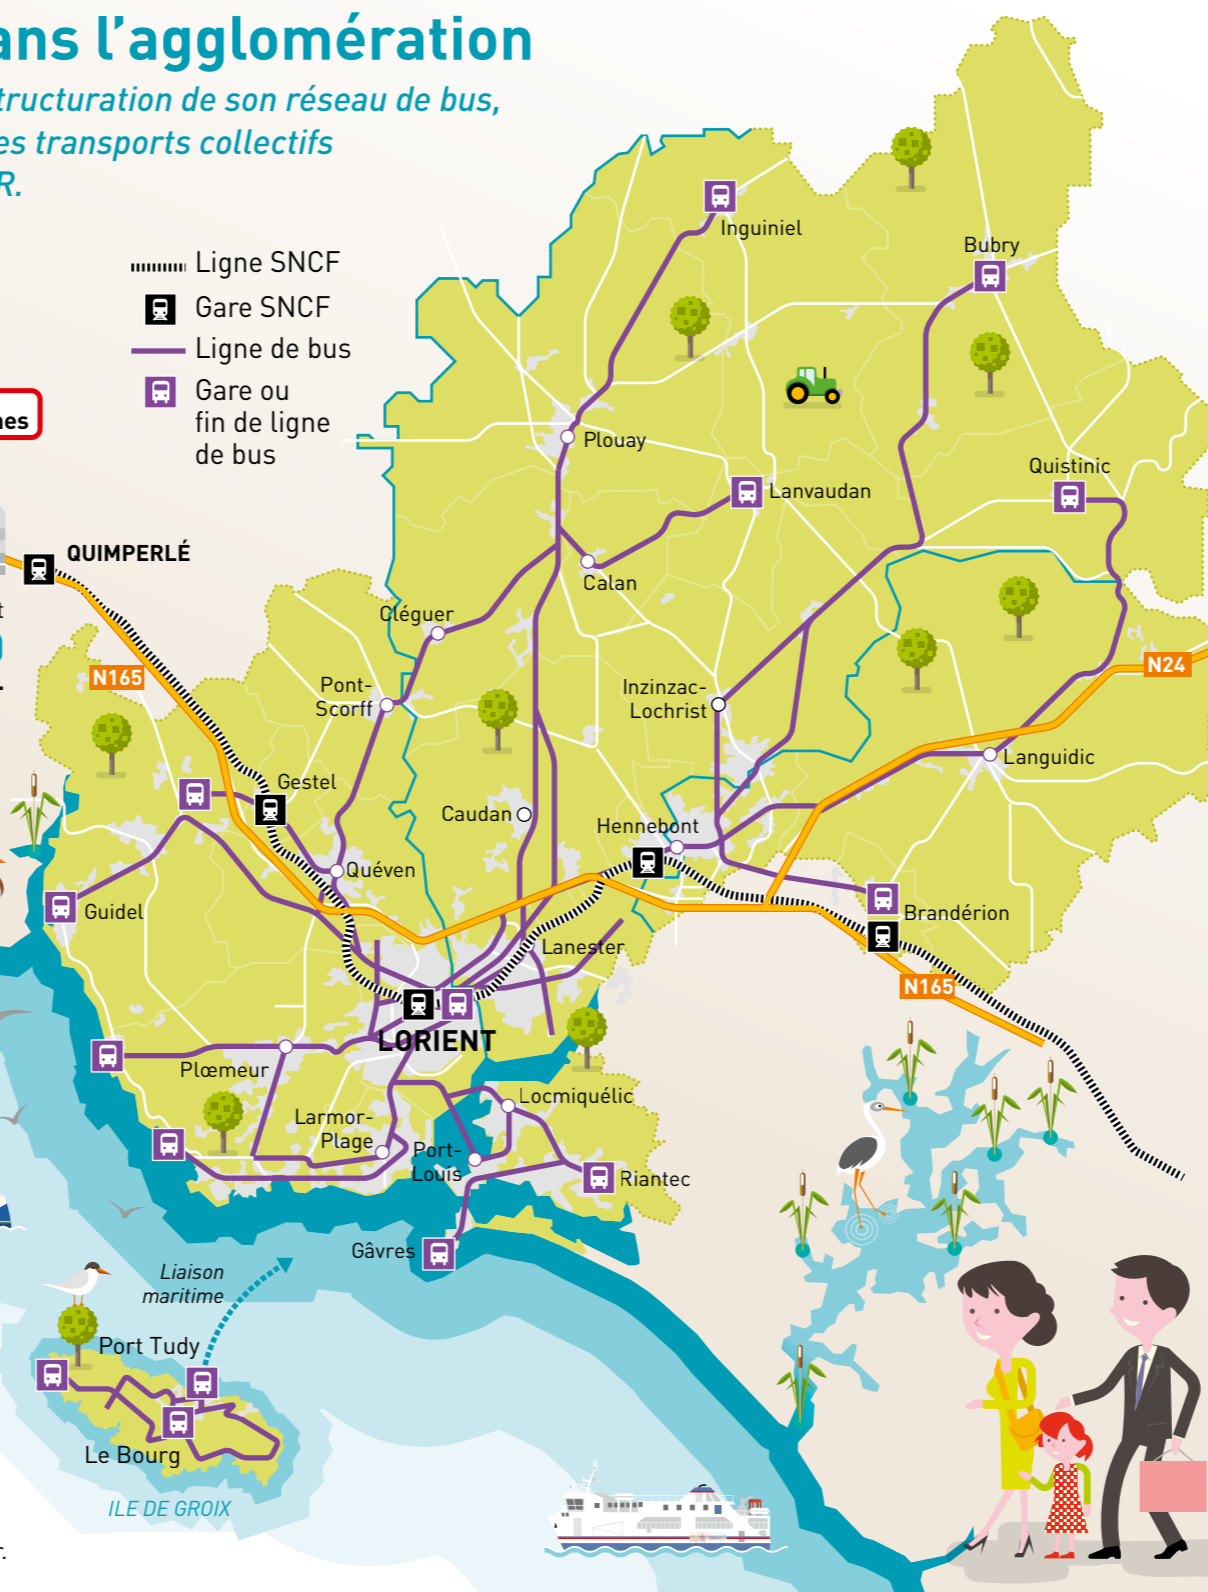 ans l'agglomération
tructuration de son réseau de bus,
es transports collectifs
R.
Ligne SNCF
Gare SNCF
Ligne de bus
Gare ou
fin de ligne
de bus
nes
Inguiniel
Bubry
Plouay
Quistinic
Lanvaudan
QUIMPERLÉ
Calan
t
Cléguer
N165
N24
Pont-
Scorff
Inzinzac-
Lochrist
Languidic
Gestel
Caudan
Hennebont
Quéven
Guidel
Brandérion
Lanester
N165
LORIENT
Plœmeur
Locmiquélic
Larmor-
Plage
Port-
Louis
Riantec
Gâvres
Liaison
maritime
Port Tudy
Le Bourg
ILE DE GROIX
r.